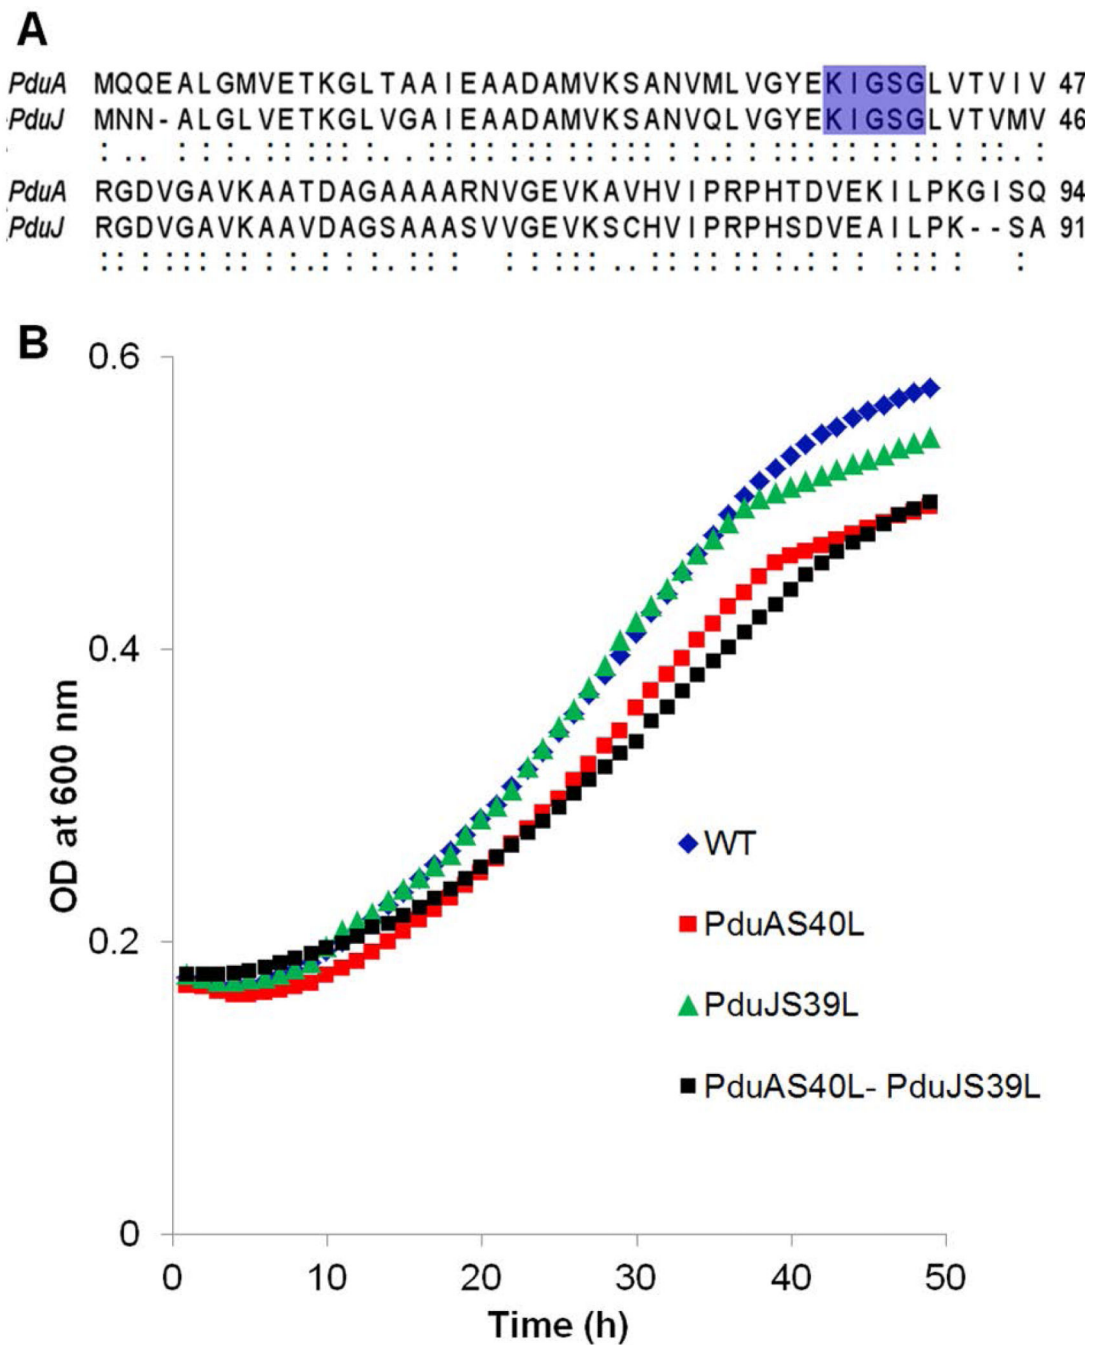 A
PduA MQQEALGMVETKGLTAAIEAADAMVKSANVMLVGYEKIGSGLVTVIV 47
PduJ MNN-ALGLVETKGLVGAIEAADAMVKSANVQLVGYEKIGSGLVTVMV 46
PduA RGDVGAVKAATDAGAAAARNVGEVKAVHVIPRPHTDVEKILPKGISQ 94
PduJ RGDVGAVKAAVDAGSAAASVVGEVKSCHVIPRPHSDVEAILPK--SA 91
B
0.6
0.4
0.2
0
OD at 600 nm
WT
PduAS40L
PduJS39L
PduAS40L- PduJS39L
0 10 20 30 40 50
Time (h)